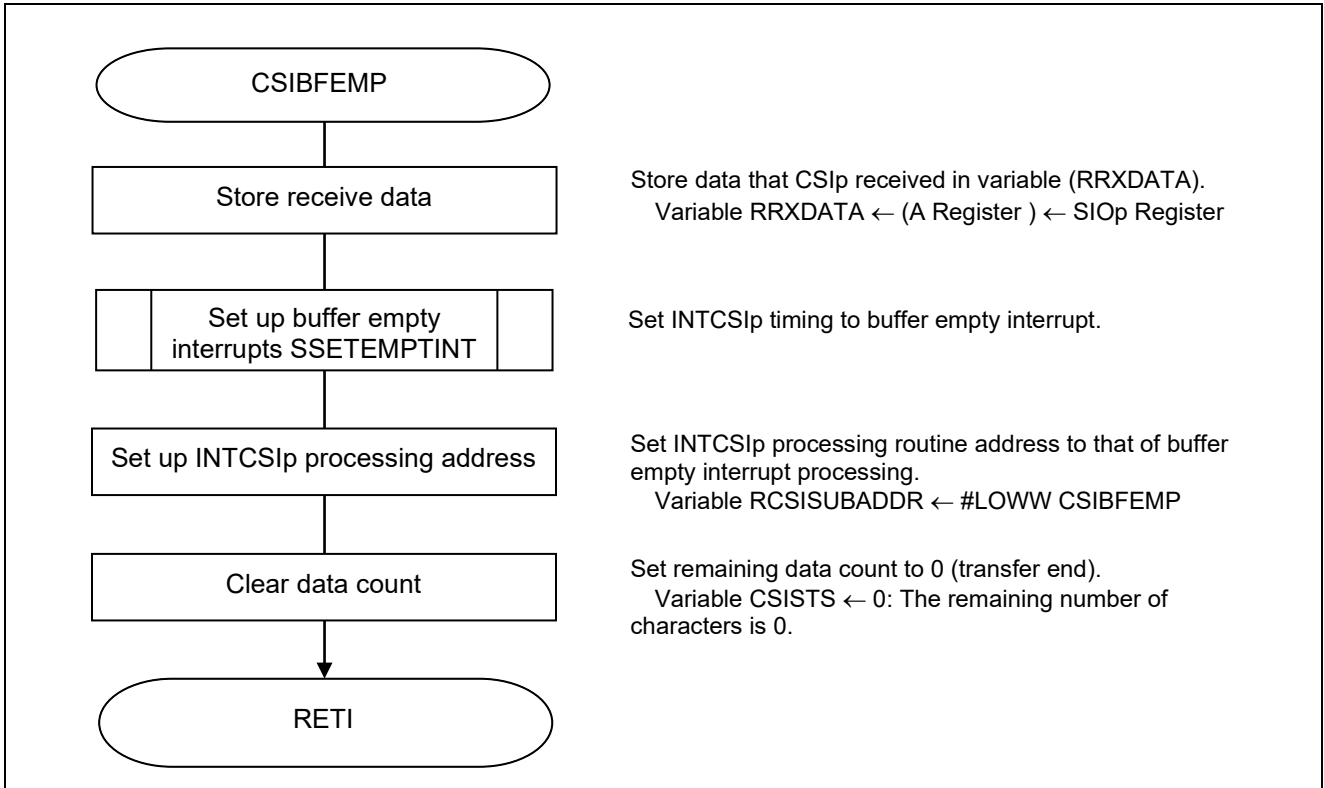 CSIBFEMP
Store receive data
Store data that CSIp received in variable (RRXDATA).
Variable RRXDATA ← (A Register ) ← SIOp Register
Set up buffer empty
interrupts SSETEMPTINT
Set INTCSIp timing to buffer empty interrupt.
Set up INTCSIp processing address
Set INTCSIp processing routine address to that of buffer
empty interrupt processing.
Variable RCSISUBADDR ← #LOWW CSIBFEMP
Clear data count
Set remaining data count to 0 (transfer end).
Variable CSISTS ← 0: The remaining number of
characters is 0.
RETI